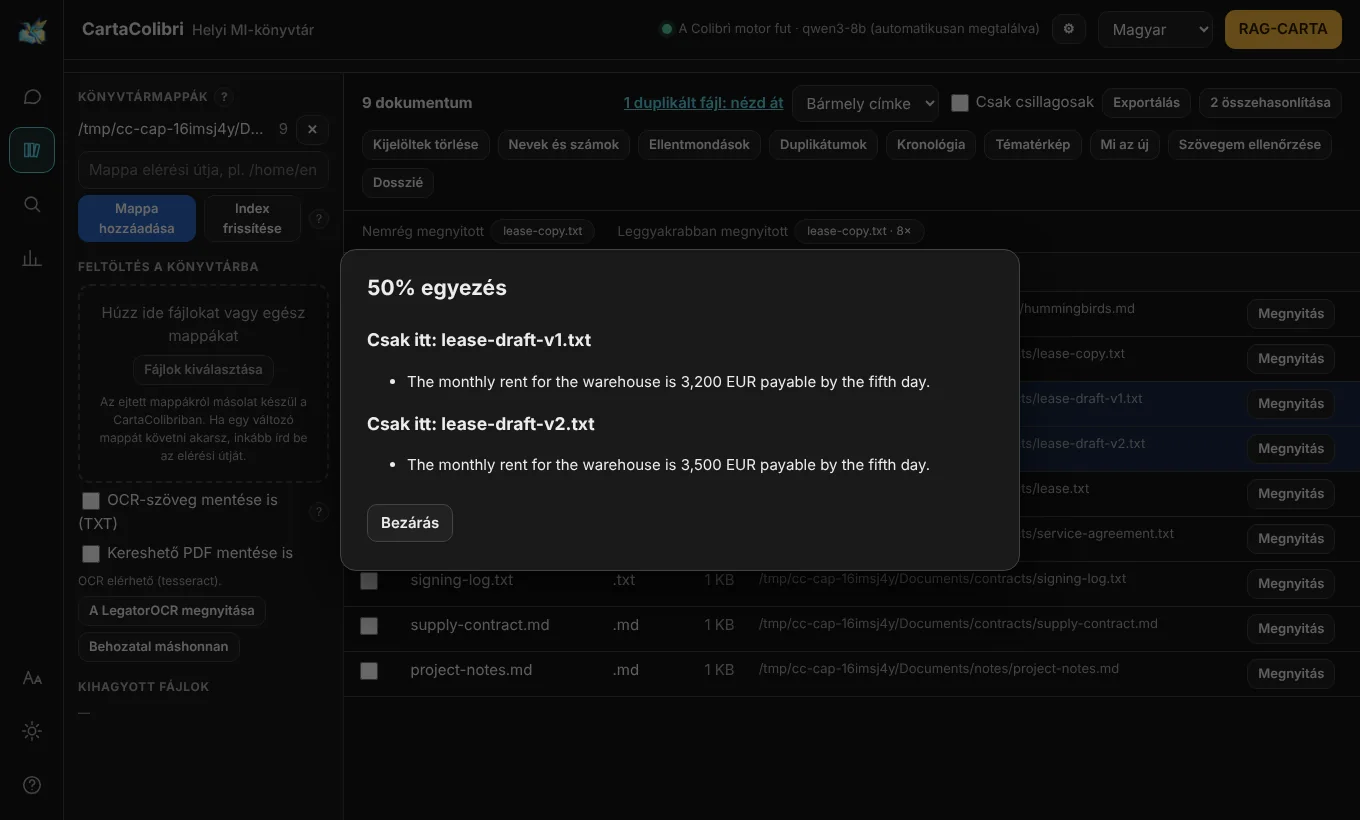 CartaColibri Helyi MI-könyvtár
A Colibrì motor fut · qwen3-8b (automatikusan megtalálva)
⚙
Magyar
RAG-CARTA
KÖNYVTÁRMAPPÁK ?
/tmp/cc-cap-16imsj4y/D... 9 ✕
Mappa elérési útja, pl. /home/en
Mappa hozzáadása
Index frissítése
?
FELTÖLTÉS A KÖNYVTÁRBA
Húzz ide fájlokat vagy egész
mappákat
Fájlok kiválasztása
Az ejtett mappákról másolat készül a
CartaColibriban. Ha egy változó
mappát követni akarsz, inkább írd be
az elérési útját.
OCR-szöveg mentése is
(TXT)
?
Kereshető PDF mentése is
OCR elérhető (tesseract).
A LegatorOCR megnyitása
Behozatal máshonnan
KIHAGYOTT FÁJLOK
—
9 dokumentum
1 duplikált fájl: nézd át
Bármely címke
Csak csillagosak
Exportálás
2 összehasonlítása
Kijelöltek törlése
Nevek és számok
Ellentmondások
Duplikátumok
Kronológia
Tématérkép
Mi az új
Szövegem ellenőrzése
Dosszié
Nemrég megnyitott lease-copy.txt Leggyakrabban megnyitott lease-copy.txt · 8×
50% egyezés
Csak itt: lease-draft-v1.txt
• The monthly rent for the warehouse is 3,200 EUR payable by the fifth day.
Csak itt: lease-draft-v2.txt
• The monthly rent for the warehouse is 3,500 EUR payable by the fifth day.
Bezárás
/hummingbirds.md Megnyitás
ts/lease-copy.txt Megnyitás
ts/lease-draft-v1.txt Megnyitás
ts/lease-draft-v2.txt Megnyitás
ts/lease.txt Megnyitás
ts/service-agreement.txt Megnyitás
signing-log.txt .txt 1 KB /tmp/cc-cap-16imsj4y/Documents/contracts/signing-log.txt Megnyitás
supply-contract.md .md 1 KB /tmp/cc-cap-16imsj4y/Documents/contracts/supply-contract.md Megnyitás
project-notes.md .md 1 KB /tmp/cc-cap-16imsj4y/Documents/notes/project-notes.md Megnyitás
AA